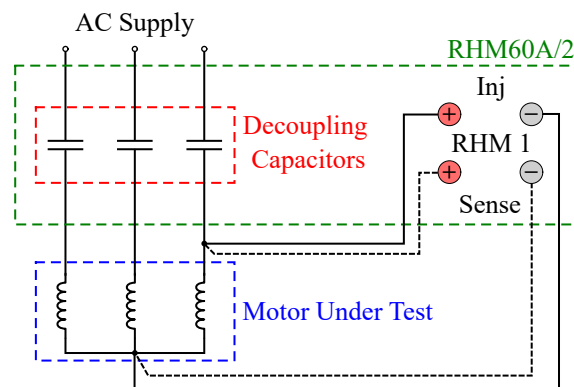 AC Supply
RHM60A/2
Inj
+
−
Decoupling
Capacitors
RHM 1
+
−
Sense
Motor Under Test